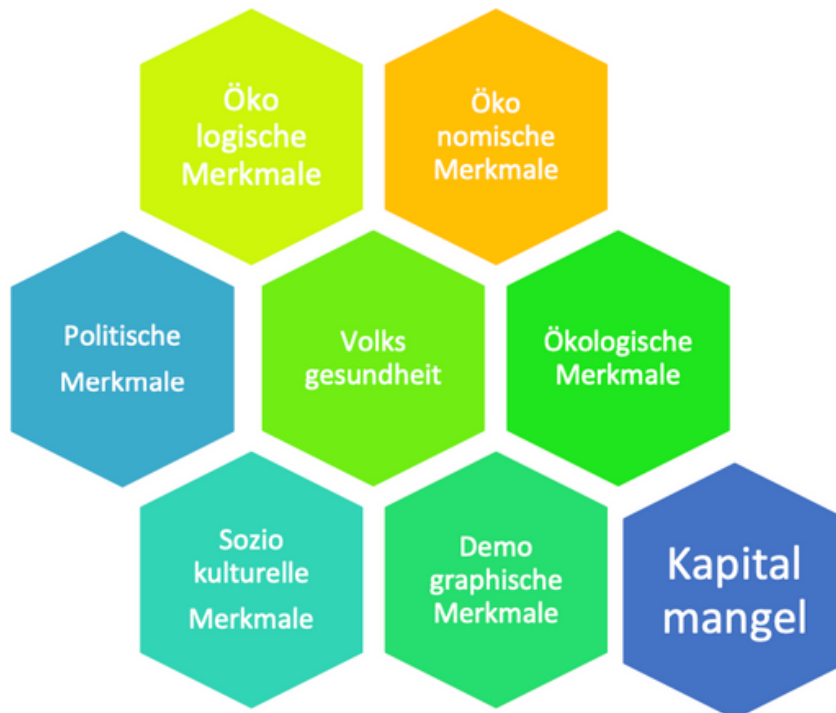 Öko
logische
Merkmale
Öko
nomische
Merkmale
Politische
Merkmale
Volks
gesundheit
Ökologische
Merkmale
Sozio
kulturelle
Merkmale
Demo
graphische
Merkmale
Kapital
mangel